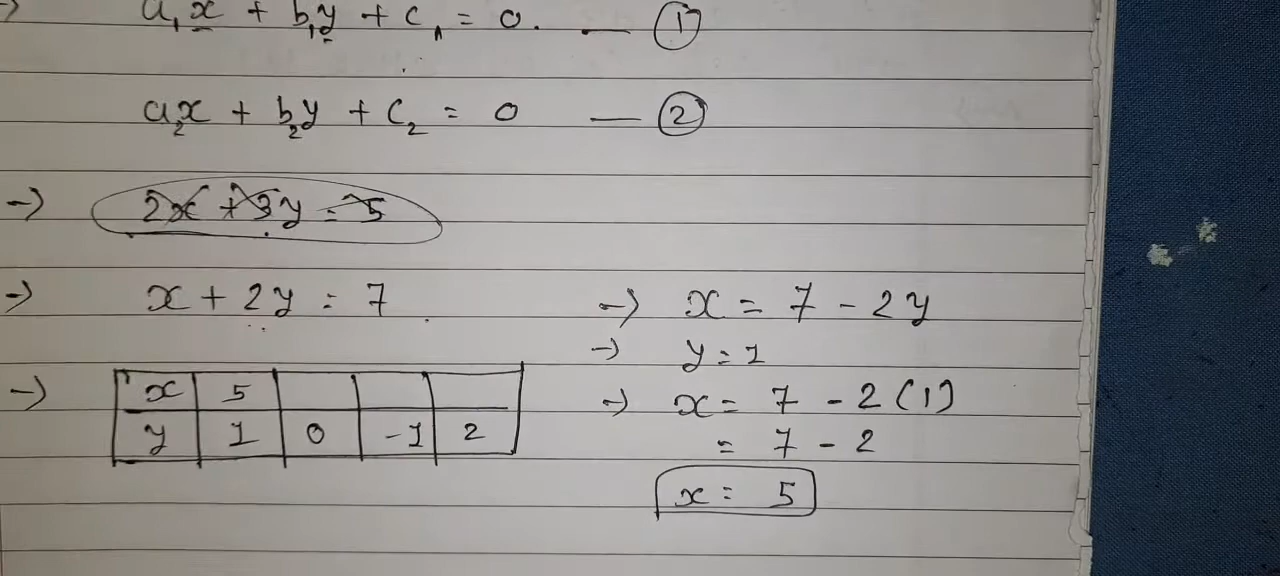 -> a₁x + b₁y + c₁ = 0. — ①
a₂x + b₂y + c₂ = 0 — ②
-> 2x + 3y = 5
-> x + 2y = 7 -> x = 7 - 2y
-> y = 1
-> x 5 -> x = 7 - 2(1)
y 1 0 -1 2 = 7 - 2
x = 5